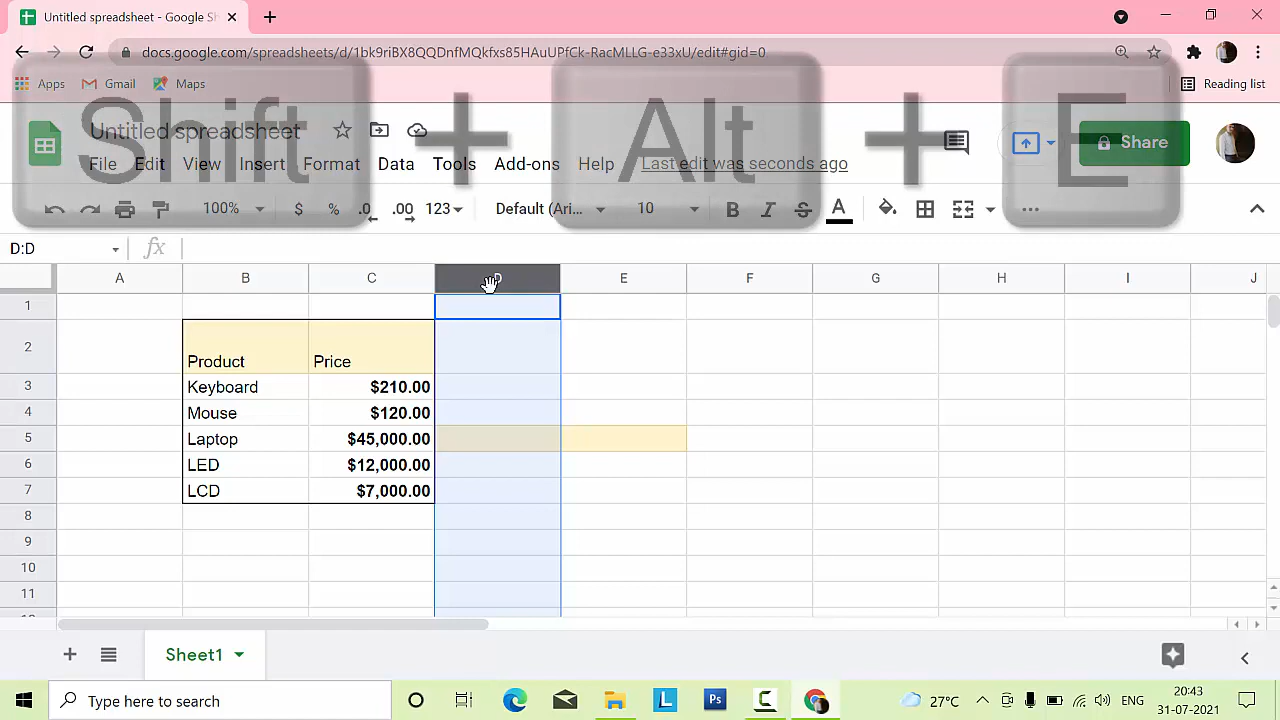 Untitled spreadsheet - Google Sh
docs.google.com/spreadsheets/d/1bk9riBX8QQDnfMQkfxs85HAuUPfCk-RacMLLG-e33xU/edit#gid=0
Apps Gmail Maps Reading list
Shift + Alt + E
Untitled spreadsheet
Share
File Edit View Insert Format Data Tools Add-ons Help Last edit was seconds ago
100% $ % .0 .00 123 Default (Ari... 10 B I S A ...
D:D fx
A B C D E F G H I J
1
2 Product Price
3 Keyboard $210.00
4 Mouse $120.00
5 Laptop $45,000.00
6 LED $12,000.00
7 LCD $7,000.00
8
9
10
11
Sheet1
Type here to search L Ps 27°C ENG 20:43
31-07-2021